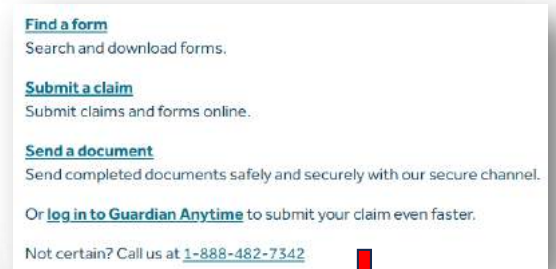 Find a form
Search and download forms.
Submit a claim
Submit claims and forms online.
Send a document
Send completed documents safely and securely with our secure channel.
Or log in to Guardian Anytime to submit your claim even faster.
Not certain? Call us at 1-888-482-7342